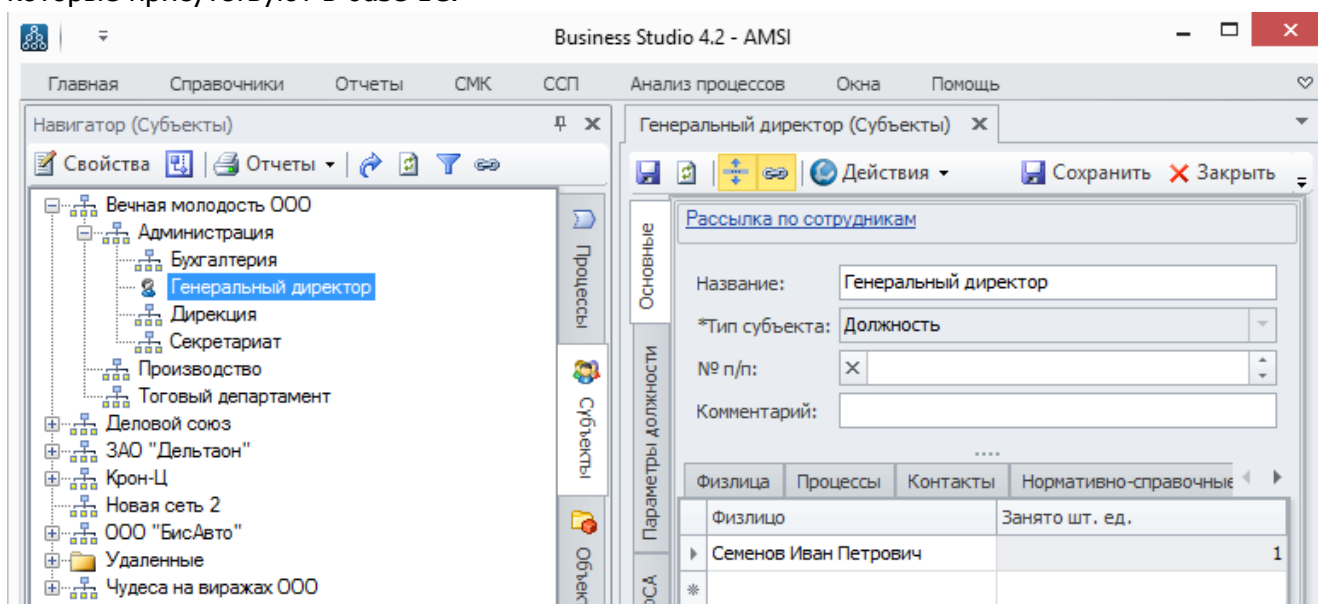 Business Studio 4.2 - AMSI
Главная Справочники Отчеты СМК ССП Анализ процессов Окна Помощь
Навигатор (Субъекты)
Свойства Отчеты
Вечная молодость ООО
Администрация
Бухгалтерия
Генеральный директор
Дирекция
Секретариат
Производство
Тоговый департамент
Деловой союз
ЗАО "Дельтаон"
Крон-Ц
Новая сеть 2
ООО "БисАвто"
Удаленные
Чудеса на виражах ООО
Процессы
Субъекты
Генеральный директор (Субъекты)
Действия Сохранить Закрыть
Основные
Параметры должности
Рассылка по сотрудникам
Название: Генеральный директор
*Тип субъекта: Должность
№ п/п:
Комментарий:
Физлица Процессы Контакты Нормативно-справочные
Физлицо Занято шт. ед.
Семенов Иван Петрович 1